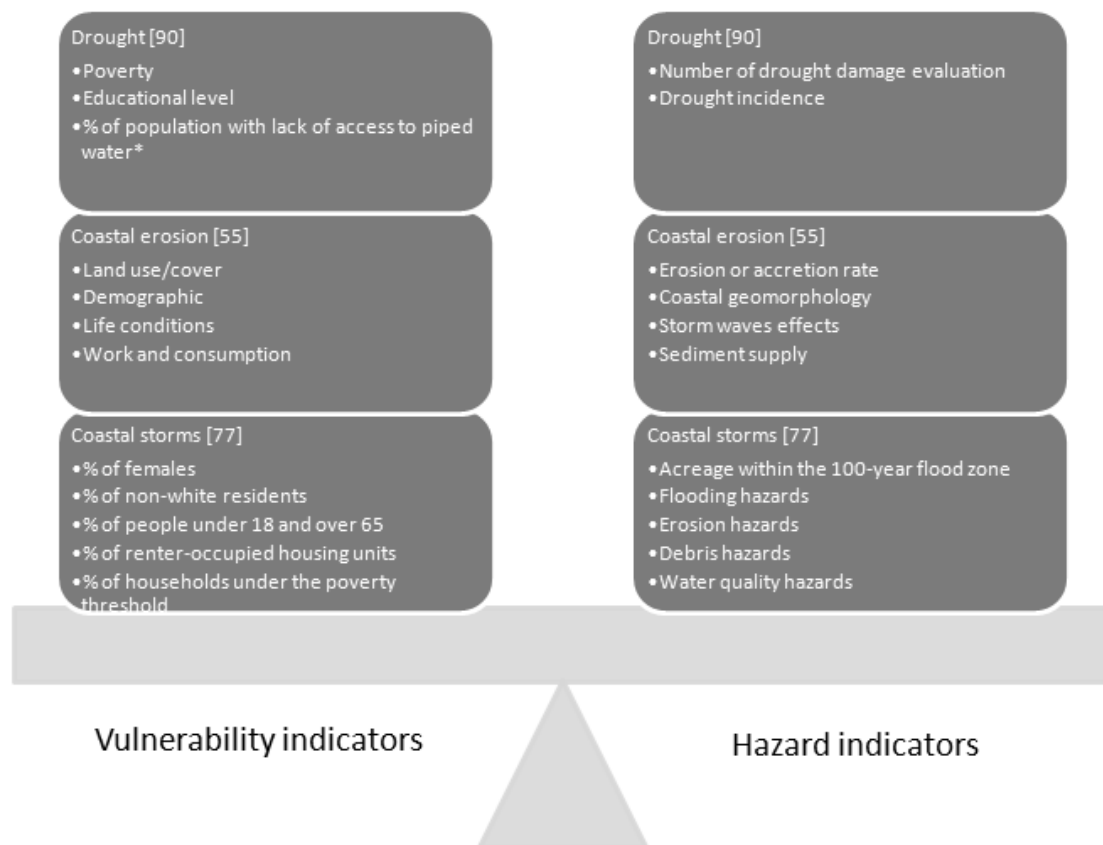 Drought [90]
•Poverty
•Educational level
•% of population with lack of access to piped
water*
Coastal erosion [55]
•Land use/cover
•Demographic
•Life conditions
•Work and consumption
Coastal storms [77]
•% of females
•% of non-white residents
•% of people under 18 and over 65
•% of renter-occupied housing units
•% of households under the poverty
threshold
Vulnerability indicators
Drought [90]
•Number of drought damage evaluation
•Drought incidence
Coastal erosion [55]
•Erosion or accretion rate
•Coastal geomorphology
•Storm waves effects
•Sediment supply
Coastal storms [77]
•Acreage within the 100-year flood zone
•Flooding hazards
•Erosion hazards
•Debris hazards
•Water quality hazards
Hazard indicators